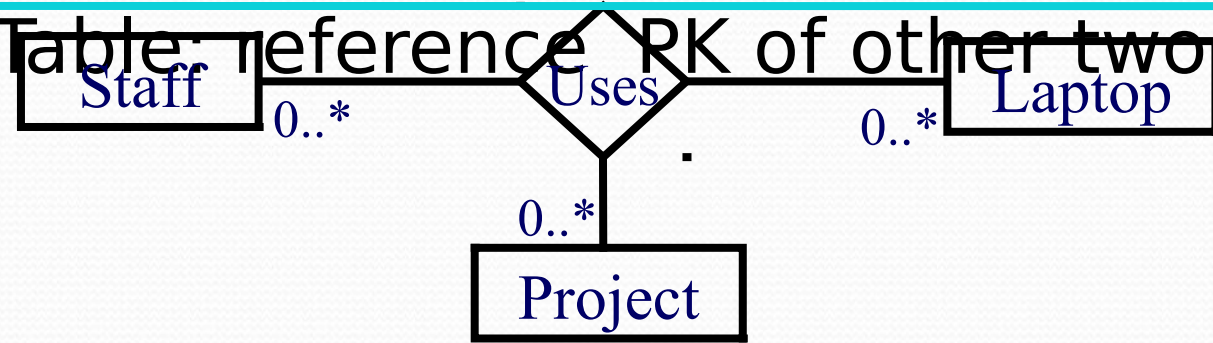 Table: reference PK of other two
Staff Uses Laptop
0..* 0..*
.
0..*
Project